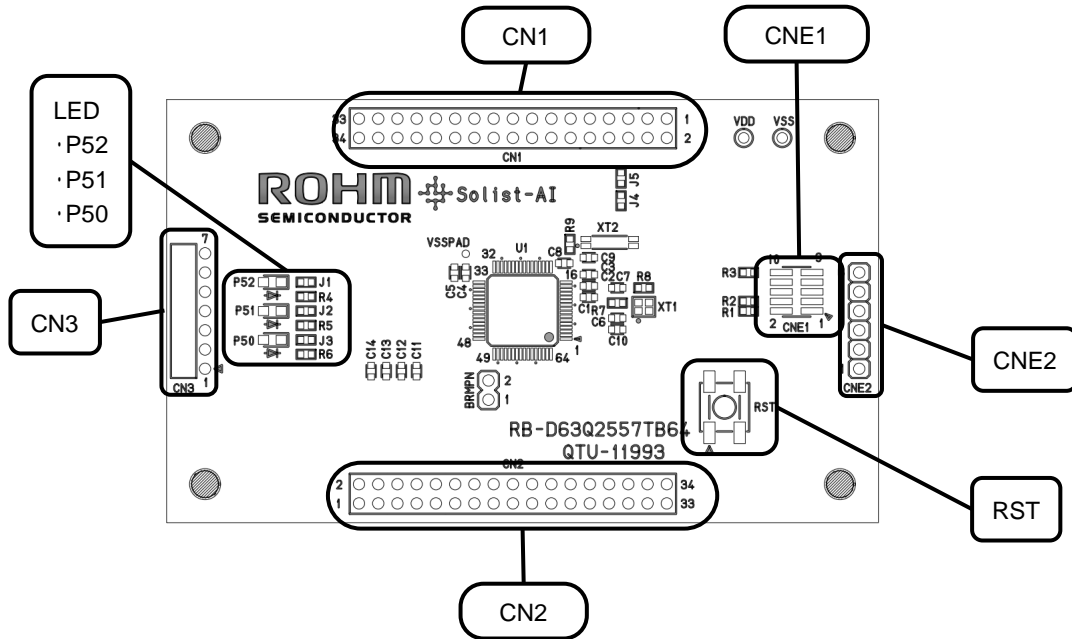 CN1
CNE1
LED
·P52
·P51
·P50
33
1
34
2
CN1
VDD
VSS
ROHM
SEMICONDUCTOR
Solist-AI
J5
J4
R9
XT2
VSSPAD
32
U1
C8
C9
C3
33
16
C2
C7
R8
C5
C4
C1
R7
XT1
C6
C10
48
49
64
1
7
P52
J1
R4
P51
J2
R5
P50
J3
R6
CN3
1
CN3
R3
R2
R1
10
9
2
1
CNE1
CNE2
CNE2
C14
C13
C12
C11
BRMPN
2
1
RST
RB-D63Q2557TB64
QTU-11993
CN2
2
34
1
33
RST
CN2